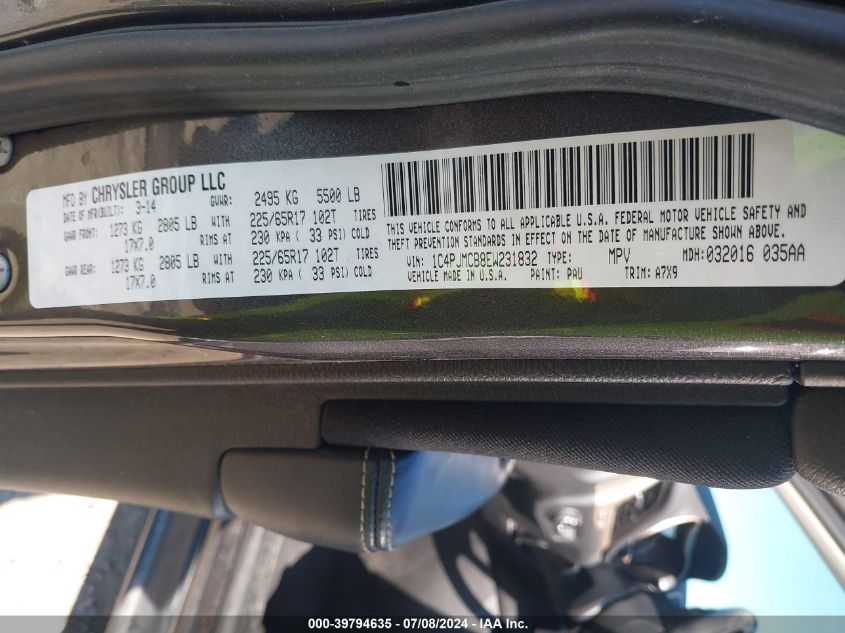 MFD BY CHRYSLER GROUP LLC
DATE OF MFR(BUILT): 3-14 GVWR: 2495 KG 5500 LB
GAWR FRONT: 1273 KG 2805 LB WITH 225/65R17 102T TIRES
17X7.0 RIMS AT 230 KPA ( 33 PSI) COLD
GAWR REAR: 1273 KG 2805 LB WITH 225/65R17 102T TIRES
17X7.0 RIMS AT 230 KPA ( 33 PSI) COLD
THIS VEHICLE CONFORMS TO ALL APPLICABLE U.S.A. FEDERAL MOTOR VEHICLE SAFETY AND
THEFT PREVENTION STANDARDS IN EFFECT ON THE DATE OF MANUFACTURE SHOWN ABOVE.
VIN: 1C4PJMCB8EW231832 TYPE: MPV MDH: 032016 035AA
VEHICLE MADE IN U.S.A. PAINT: PAU TRIM: A7X9
000-39794635 - 07/08/2024 - IAA Inc.